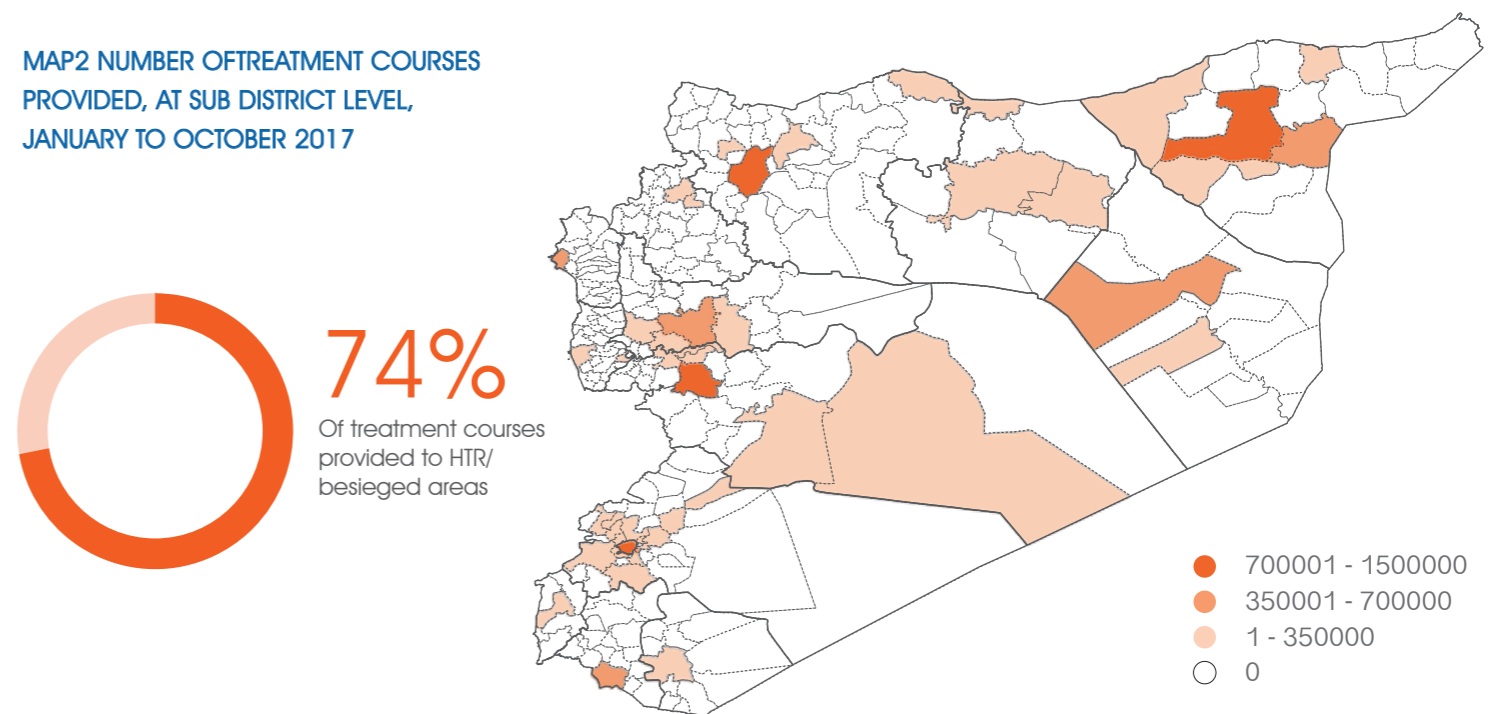 MAP2 NUMBER OFTREATMENT COURSES
PROVIDED, AT SUB DISTRICT LEVEL,
JANUARY TO OCTOBER 2017
74%
Of treatment courses
provided to HTR/
besieged areas
700001 - 1500000
350001 - 700000
1 - 350000
0